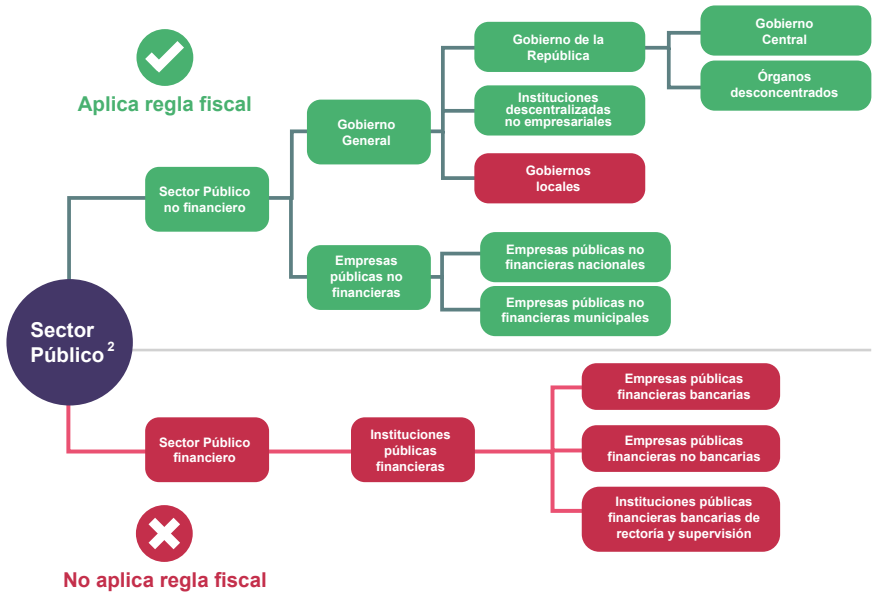 Aplica regla fiscal
Sector
Público 2
Sector Público
no financiero
Gobierno
General
Gobierno de la
República
Gobierno
Central
Órganos
desconcentrados
Instituciones
descentralizadas
no empresariales
Gobiernos
locales
Empresas
públicas no
financieras
Empresas públicas no
financieras nacionales
Empresas públicas no
financieras municipales
Sector Público
financiero
Instituciones
públicas
financieras
Empresas públicas
financieras bancarias
Empresas públicas
financieras no bancarias
Instituciones públicas
financieras bancarias de
rectoría y supervisión
No aplica regla fiscal